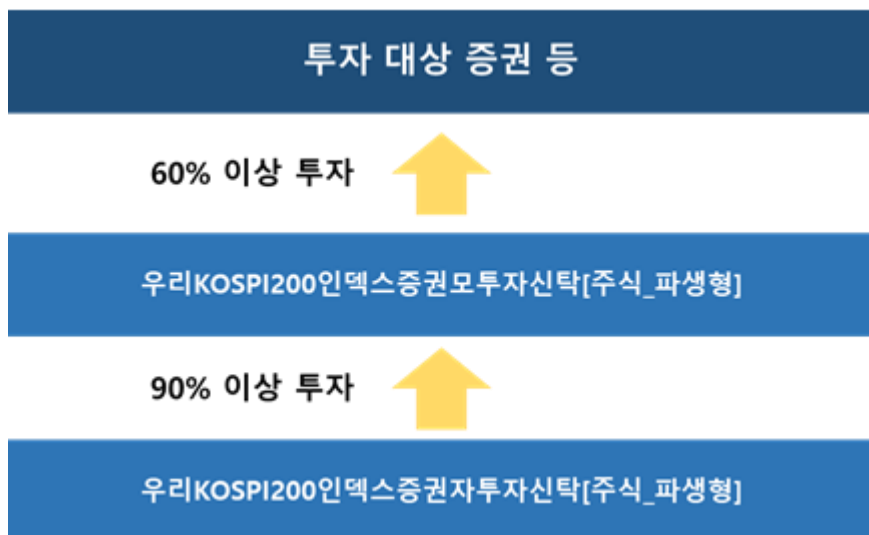 투자 대상 증권 등
60% 이상 투자
우리KOSPI200인덱스증권모투자신탁[주식_파생형]
90% 이상 투자
우리KOSPI200인덱스증권자투자신탁[주식_파생형]